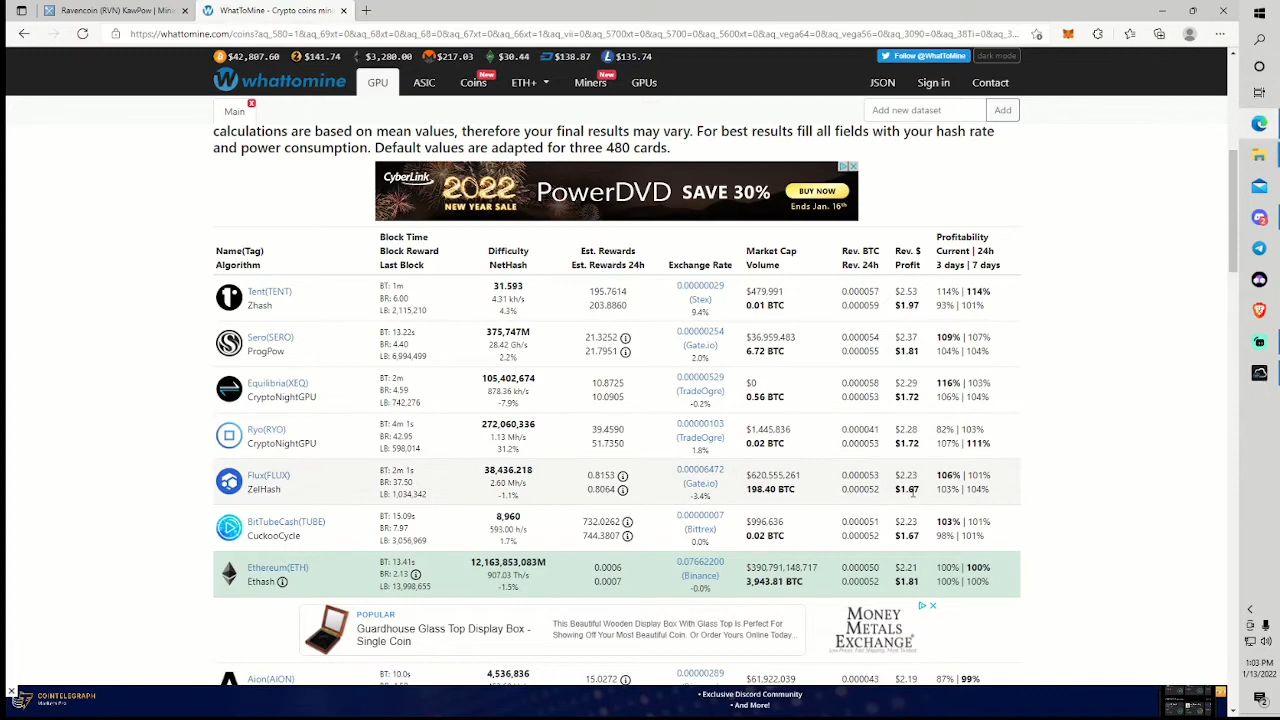 Ravencoin (RVN) KawPow | Min
WhatToMine - Crypto coins mini
https://whattomine.com/coins?aq_580=1&aq_69xt=0&aq_68xt=0&aq_68=0&aq_67xt=0&aq_66xt=1&aq_vii=0&aq_5700xt=0&aq_5700=0&aq_5600xt=0&aq_vega64=0&aq_vega56=0&aq_3090=0&aq_38Ti=0&aq_3...
$42,807.60 $141.74 $3,280.00 $217.03 $30.44 $138.87 $135.74
Follow @WhatToMine dark mode
whattomine GPU ASIC Coins New ETH+ Miners New GPUs JSON Sign in Contact
Main x Add new dataset Add
calculations are based on mean values, therefore your final results may vary. For best results fill all fields with your hash rate
and power consumption. Default values are adapted for three 480 cards.
CyberLink 2022 NEW YEAR SALE PowerDVD SAVE 30% BUY NOW Ends Jan. 16th
Block Time Profitability
Name(Tag) Block Reward Difficulty Est. Rewards Market Cap Rev. BTC Rev. $ Current | 24h
Algorithm Last Block NetHash Est. Rewards 24h Exchange Rate Volume Rev. 24h Profit 3 days | 7 days
Tent(TENT) BT: 1m 31.593 195.7614 0.00000029 $479,991 0.000057 $2.53 114% | 114%
Zhash BR: 6.00 4.31 kh/s 203.8860 (Stex) 0.01 BTC 0.000059 $1.97 93% | 101%
LB: 2,115,210 4.3% 9.4%
Sero(SERO) BT: 13.22s 375,747M 21.3252 0.00000254 $36,959,483 0.000054 $2.37 109% | 107%
ProgPow BR: 4.40 28.42 Gh/s 21.7951 (Gate.io) 6.72 BTC 0.000055 $1.81 104% | 104%
LB: 6,994,499 2.2% 2.0%
Equilibria(XEQ) BT: 2m 105,402,674 10.8725 0.00000529 $0 0.000058 $2.29 116% | 103%
CryptoNightGPU BR: 4.59 878.36 kh/s 10.0905 (TradeOgre) 0.56 BTC 0.000053 $1.72 106% | 104%
LB: 742,276 -7.9% -0.2%
Ryo(RYO) BT: 4m 1s 272,060,336 39.4590 0.00000103 $1,445,836 0.000041 $2.28 82% | 103%
CryptoNightGPU BR: 42.95 1.13 Mh/s 51.7350 (TradeOgre) 0.02 BTC 0.000053 $1.72 107% | 111%
LB: 598,014 31.2% 1.8%
Flux(FLUX) BT: 2m 1s 38,436.218 0.8153 0.00006472 $620,555,261 0.000053 $2.23 106% | 101%
ZelHash BR: 37.50 2.60 Mh/s 0.8064 (Gate.io) 198.40 BTC 0.000052 $1.67 103% | 104%
LB: 1,034,342 -1.1% -3.4%
BitTubeCash(TUBE) BT: 15.09s 8,960 732.0262 0.00000007 $996,636 0.000051 $2.23 103% | 101%
CuckooCycle BR: 7.97 593.00 h/s 744.3807 (Bittrex) 0.02 BTC 0.000052 $1.67 98% | 101%
LB: 3,056,969 1.7% 0.0%
Ethereum(ETH) BT: 13.41s 12,163,853,083M 0.0006 0.07662200 $390,791,148,717 0.000050 $2.21 100% | 100%
Ethash BR: 2.13 907.03 Th/s 0.0007 (Binance) 3,943.81 BTC 0.000052 $1.81 100% | 100%
LB: 13,998,655 -1.5% -0.0%
POPULAR
Guardhouse Glass Top Display Box - Single Coin
This Beautiful Wooden Display Box With Glass Top Is Perfect For
Showing Off Your Most Beautiful Coin. Or Order Yours Online Today...
MONEY METALS EXCHANGE
Aion(AION) BT: 10.0s 4,536,836 15.0272 0.00000289 $61,922,039 0.000043 $2.19 87% | 99%
COINTELEGRAPH
Markets Pro
• Exclusive Discord Community
• And More!
1:03 PM
1/13/2022